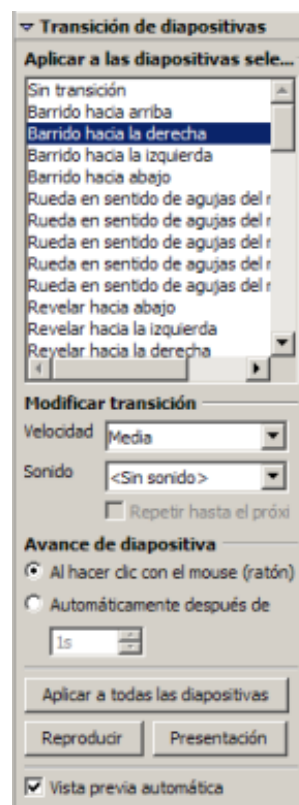 Transición de diapositivas
Aplicar a las diapositivas sele...
Sin transición
Barrido hacia arriba
Barrido hacia la derecha
Barrido hacia la izquierda
Barrido hacia abajo
Rueda en sentido de agujas del r
Rueda en sentido de agujas del r
Rueda en sentido de agujas del r
Rueda en sentido de agujas del r
Rueda en sentido de agujas del r
Revelar hacia abajo
Revelar hacia la izquierda
Revelar hacia la derecha
Modificar transición
Velocidad Media
Sonido <Sin sonido>
Repetir hasta el próxi
Avance de diapositiva
Al hacer clic con el mouse (ratón)
Automáticamente después de
1s
Aplicar a todas las diapositivas
Reproducir Presentación
Vista previa automática